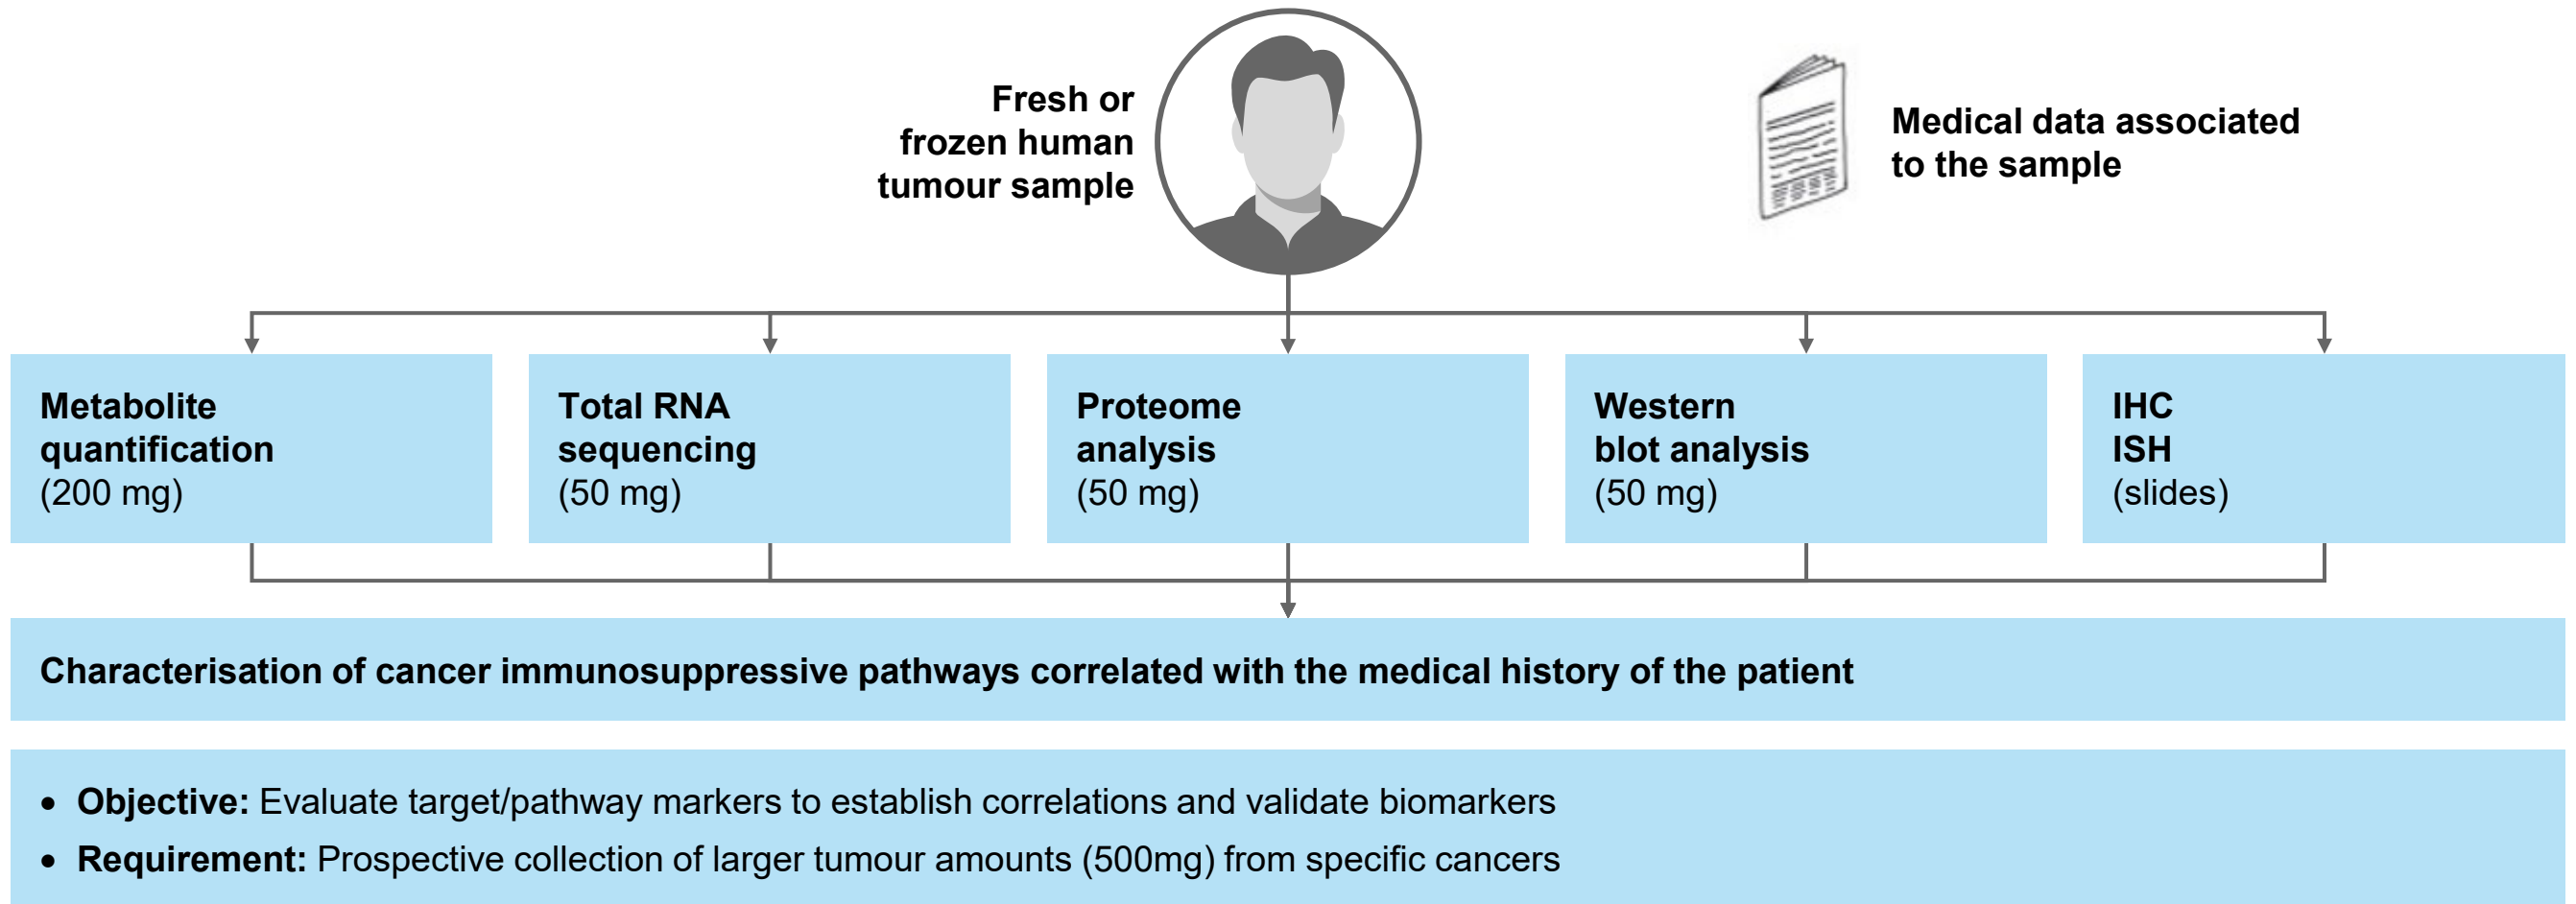 Fresh or
frozen human
tumour sample
Medical data associated
to the sample
Metabolite
quantification
(200 mg)
Total RNA
sequencing
(50 mg)
Proteome
analysis
(50 mg)
Western
blot analysis
(50 mg)
IHC
ISH
(slides)
Characterisation of cancer immunosuppressive pathways correlated with the medical history of the patient
• Objective: Evaluate target/pathway markers to establish correlations and validate biomarkers
• Requirement: Prospective collection of larger tumour amounts (500mg) from specific cancers